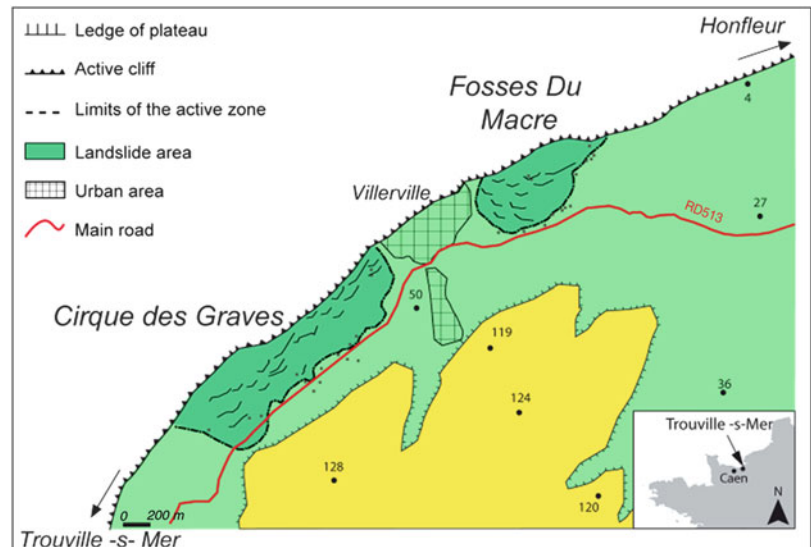 Ledge of plateau
Active cliff
Limits of the active zone
Landslide area
Urban area
Main road
Honfleur
Fosses Du
Macre
4
Villerville
27
RD513
Cirque des Graves
50
119
124
36
128
120
Trouville -s-Mer
Caen
N
0 200 m
Trouville -s- Mer